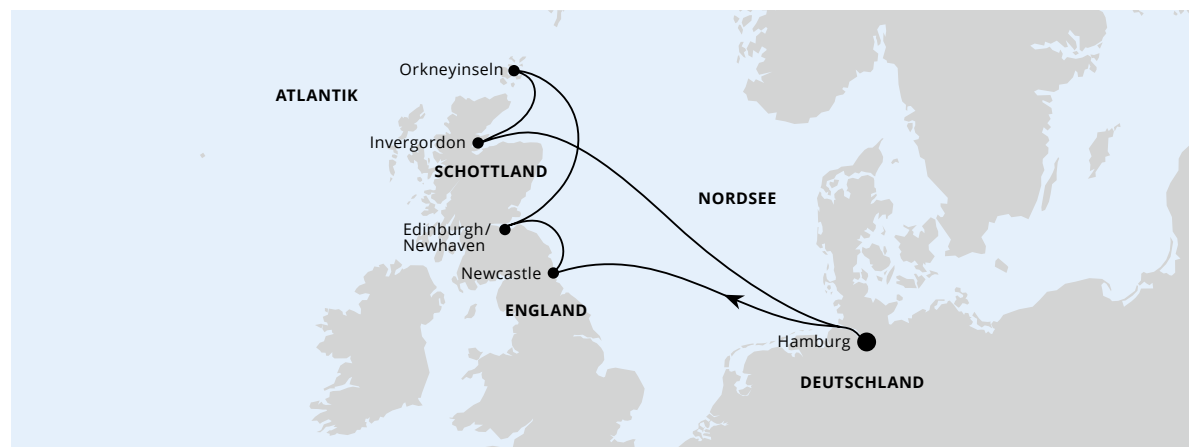 Orkneyinseln
ATLANTIK
Invergordon
SCHOTTLAND
NORDSEE
Edinburgh/
Newhaven
Newcastle
ENGLAND
Hamburg
DEUTSCHLAND